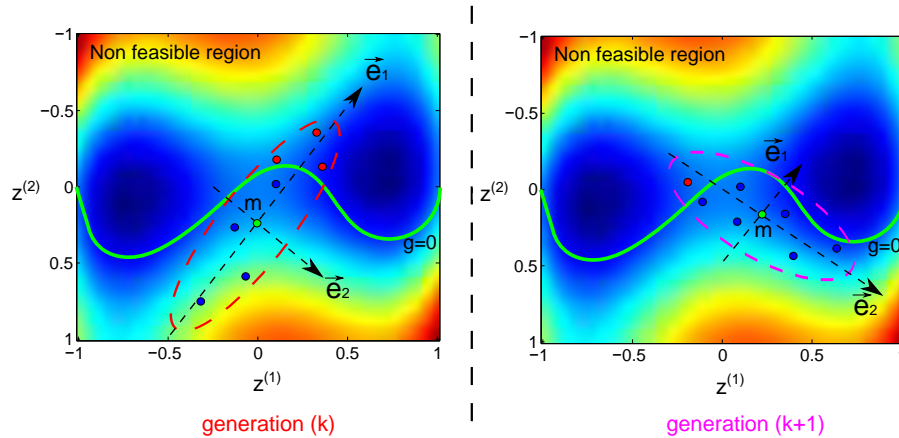 Non feasible region
e₁
m
e₂
g=0
−1
−0.5
0
0.5
1
z⁽²⁾
−1
−0.5
0
0.5
1
z⁽¹⁾
generation (k)
Non feasible region
e₁
m
e₂
g=0
−1
−0.5
0
0.5
1
z⁽²⁾
−1
−0.5
0
0.5
z⁽¹⁾
generation (k+1)